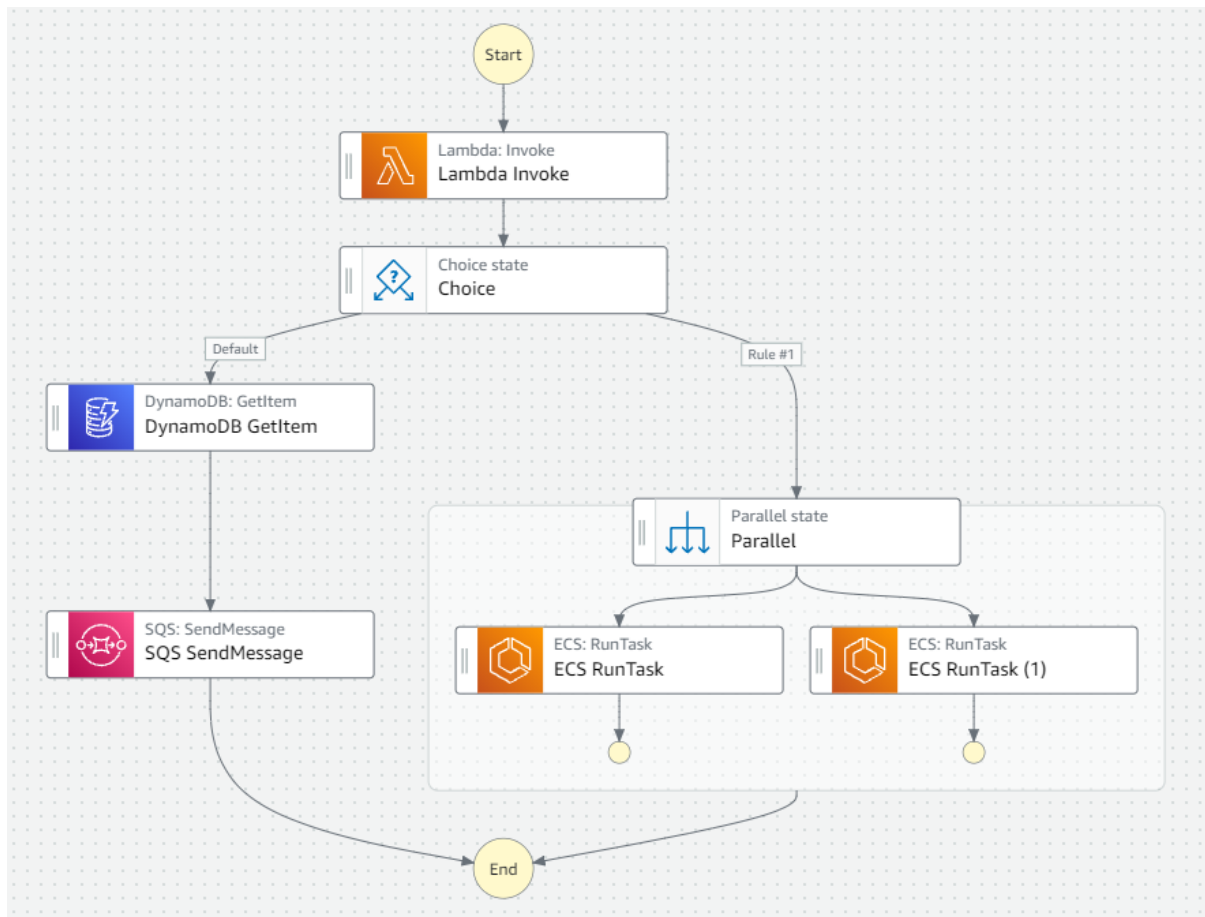 Start
Lambda: Invoke
Lambda Invoke
Choice state
Choice
Default
Rule #1
DynamoDB: GetItem
DynamoDB GetItem
Parallel state
Parallel
SQS: SendMessage
SQS SendMessage
ECS: RunTask
ECS RunTask
ECS: RunTask
ECS RunTask (1)
End